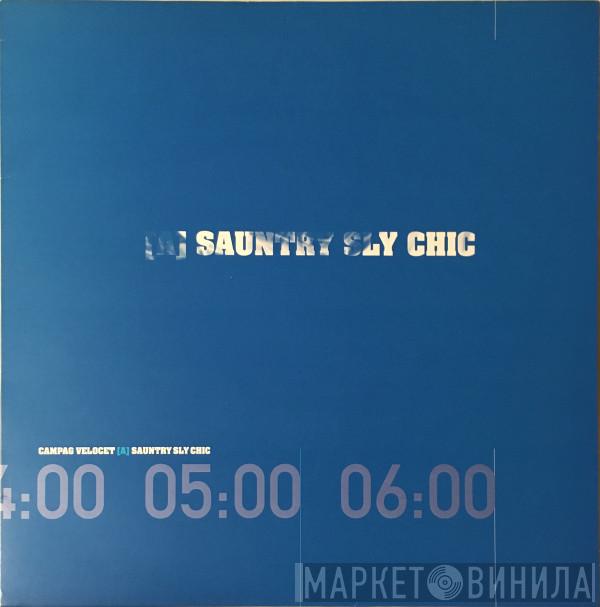 [A] SAUNTRY SLY CHIC
CAMPAG VELOCET [A] SAUNTRY SLY CHIC
4:00 05:00 06:00
МАРКЕТ ВИНИЛА